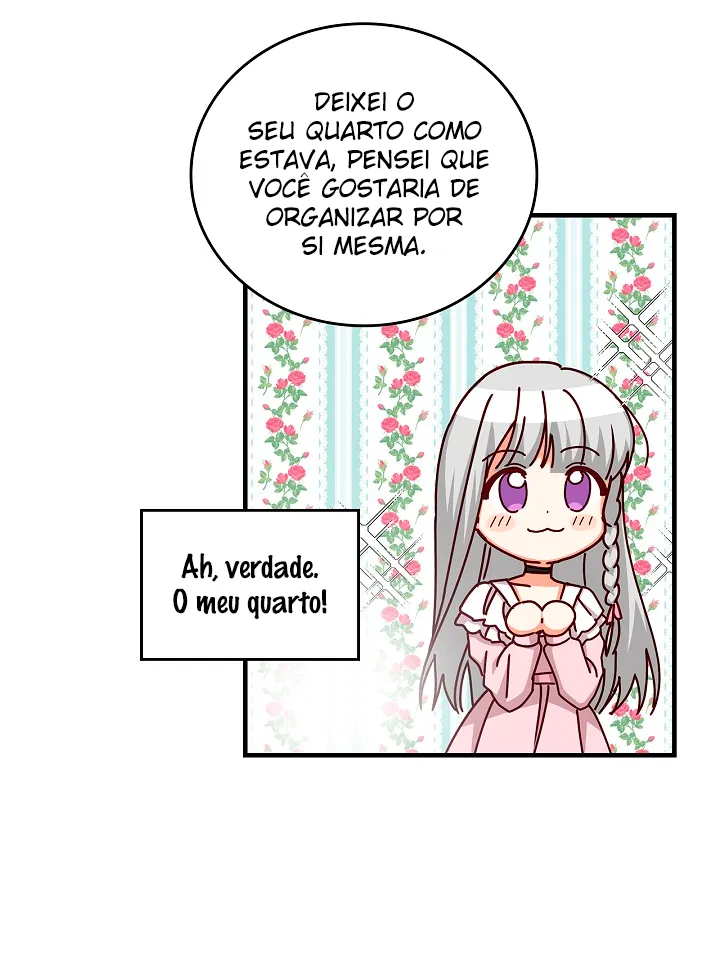 DEIXEI O
SEU QUARTO COMO
ESTAVA, PENSEI QUE
VOCÊ GOSTARIA DE
ORGANIZAR POR
SI MESMA.
Ah, verdade.
O meu quarto!